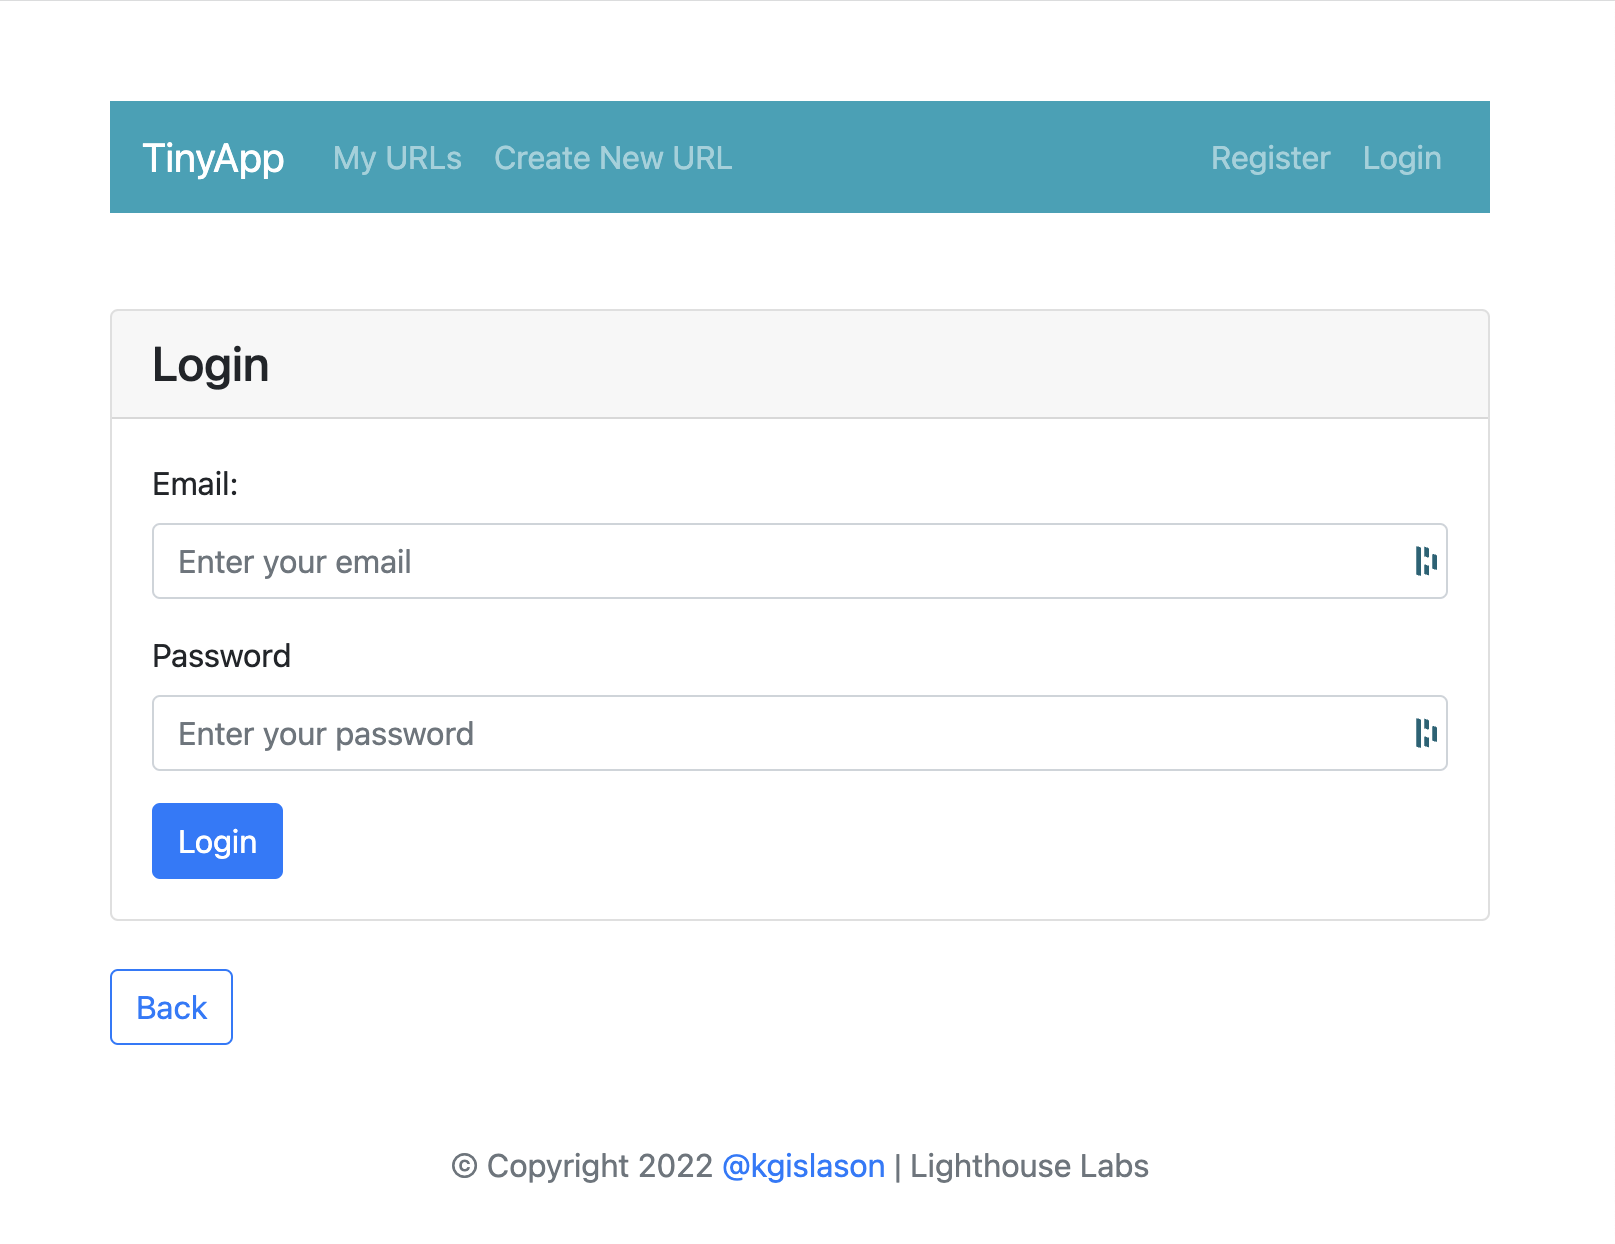 TinyApp My URLs Create New URL Register Login
Login
Email:
Enter your email
Password
Enter your password
Login
Back
© Copyright 2022 @kgislason | Lighthouse Labs